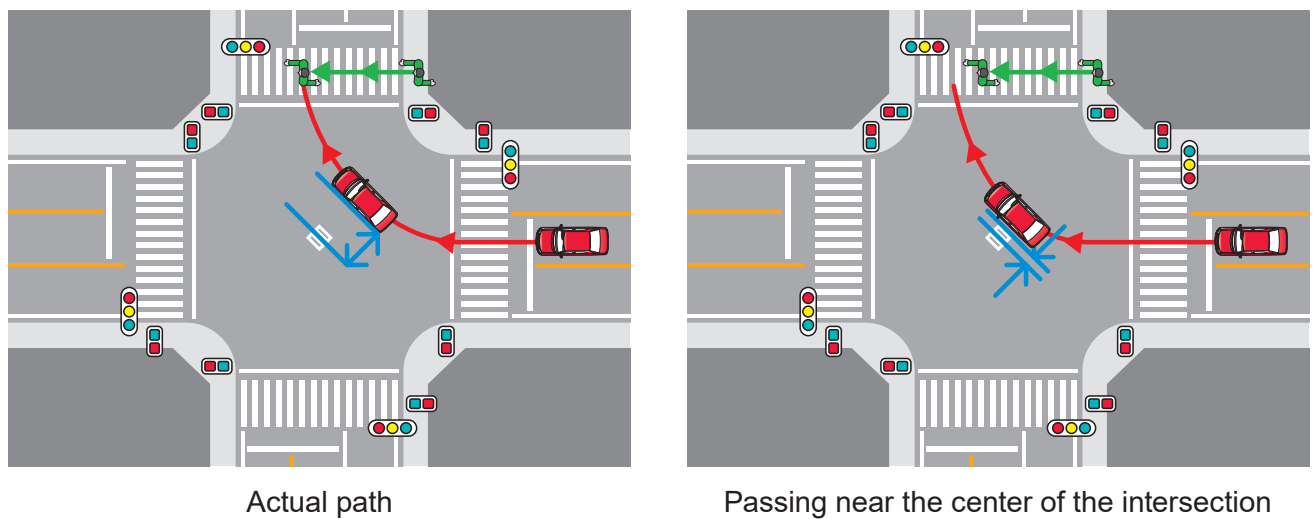 Actual path
Passing near the center of the intersection